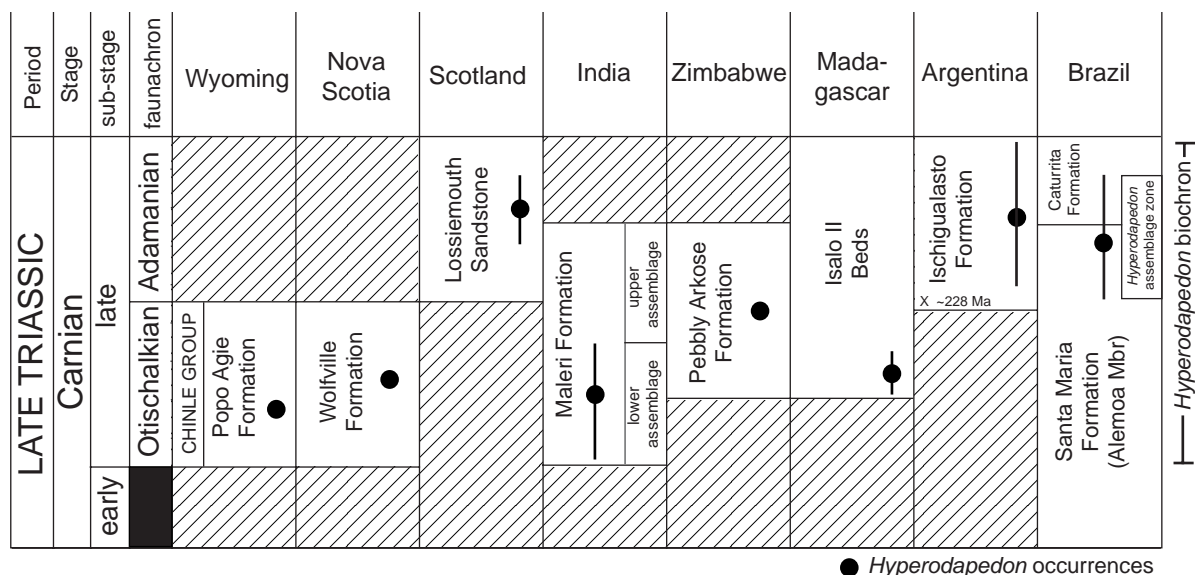 Period
Stage
sub-stage
faunachron
Wyoming
Nova
Scotia
Scotland
India
Zimbabwe
Mada-
gascar
Argentina
Brazil
LATE TRIASSIC
Carnian
late
early
Adamanian
Otischalkian
CHINLE GROUP
Popo Agie
Formation
Wolfville
Formation
Lossiemouth
Sandstone
Maleri Formation
upper
assemblage
lower
assemblage
Pebbly Arkose
Formation
Isalo II
Beds
Ischigualasto
Formation
X ~228 Ma
Caturrita
Formation
Hyperodapedon
assemblage zone
Santa Maria
Formation
(Alemoa Mbr)
Hyperodapedon biochron
Hyperodapedon occurrences